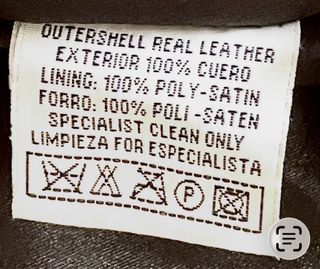 OUTERSHELL REAL LEATHER
EXTERIOR 100% CUERO
LINING: 100% POLY-SATIN
FORRO: 100% POLI-SATEN
SPECIALIST CLEAN ONLY
LIMPIEZA FOR ESPECIALISTA
P